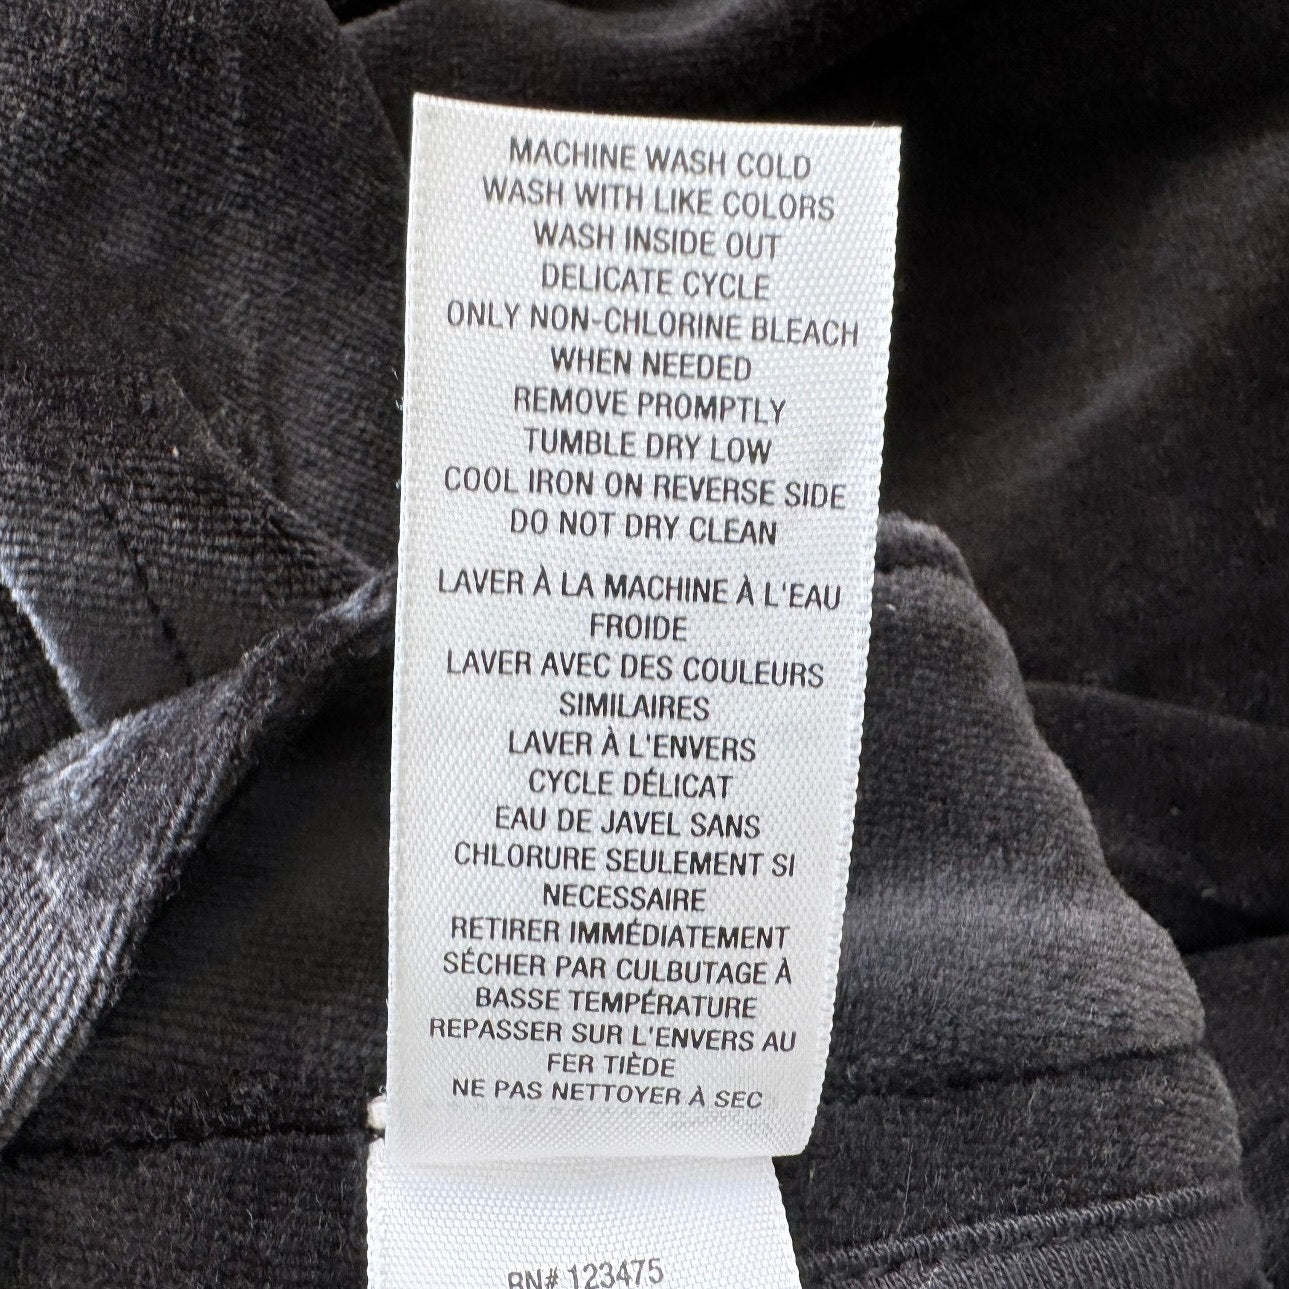 MACHINE WASH COLD
WASH WITH LIKE COLORS
WASH INSIDE OUT
DELICATE CYCLE
ONLY NON-CHLORINE BLEACH
WHEN NEEDED
REMOVE PROMPTLY
TUMBLE DRY LOW
COOL IRON ON REVERSE SIDE
DO NOT DRY CLEAN
LAVER À LA MACHINE À L'EAU
FROIDE
LAVER AVEC DES COULEURS
SIMILAIRES
LAVER À L'ENVERS
CYCLE DÉLICAT
EAU DE JAVEL SANS
CHLORURE SEULEMENT SI
NECESSAIRE
RETIRER IMMÉDIATEMENT
SÉCHER PAR CULBUTAGE À
BASSE TEMPÉRATURE
REPASSER SUR L'ENVERS AU
FER TIÈDE
NE PAS NETTOYER À SEC
RN# 123475